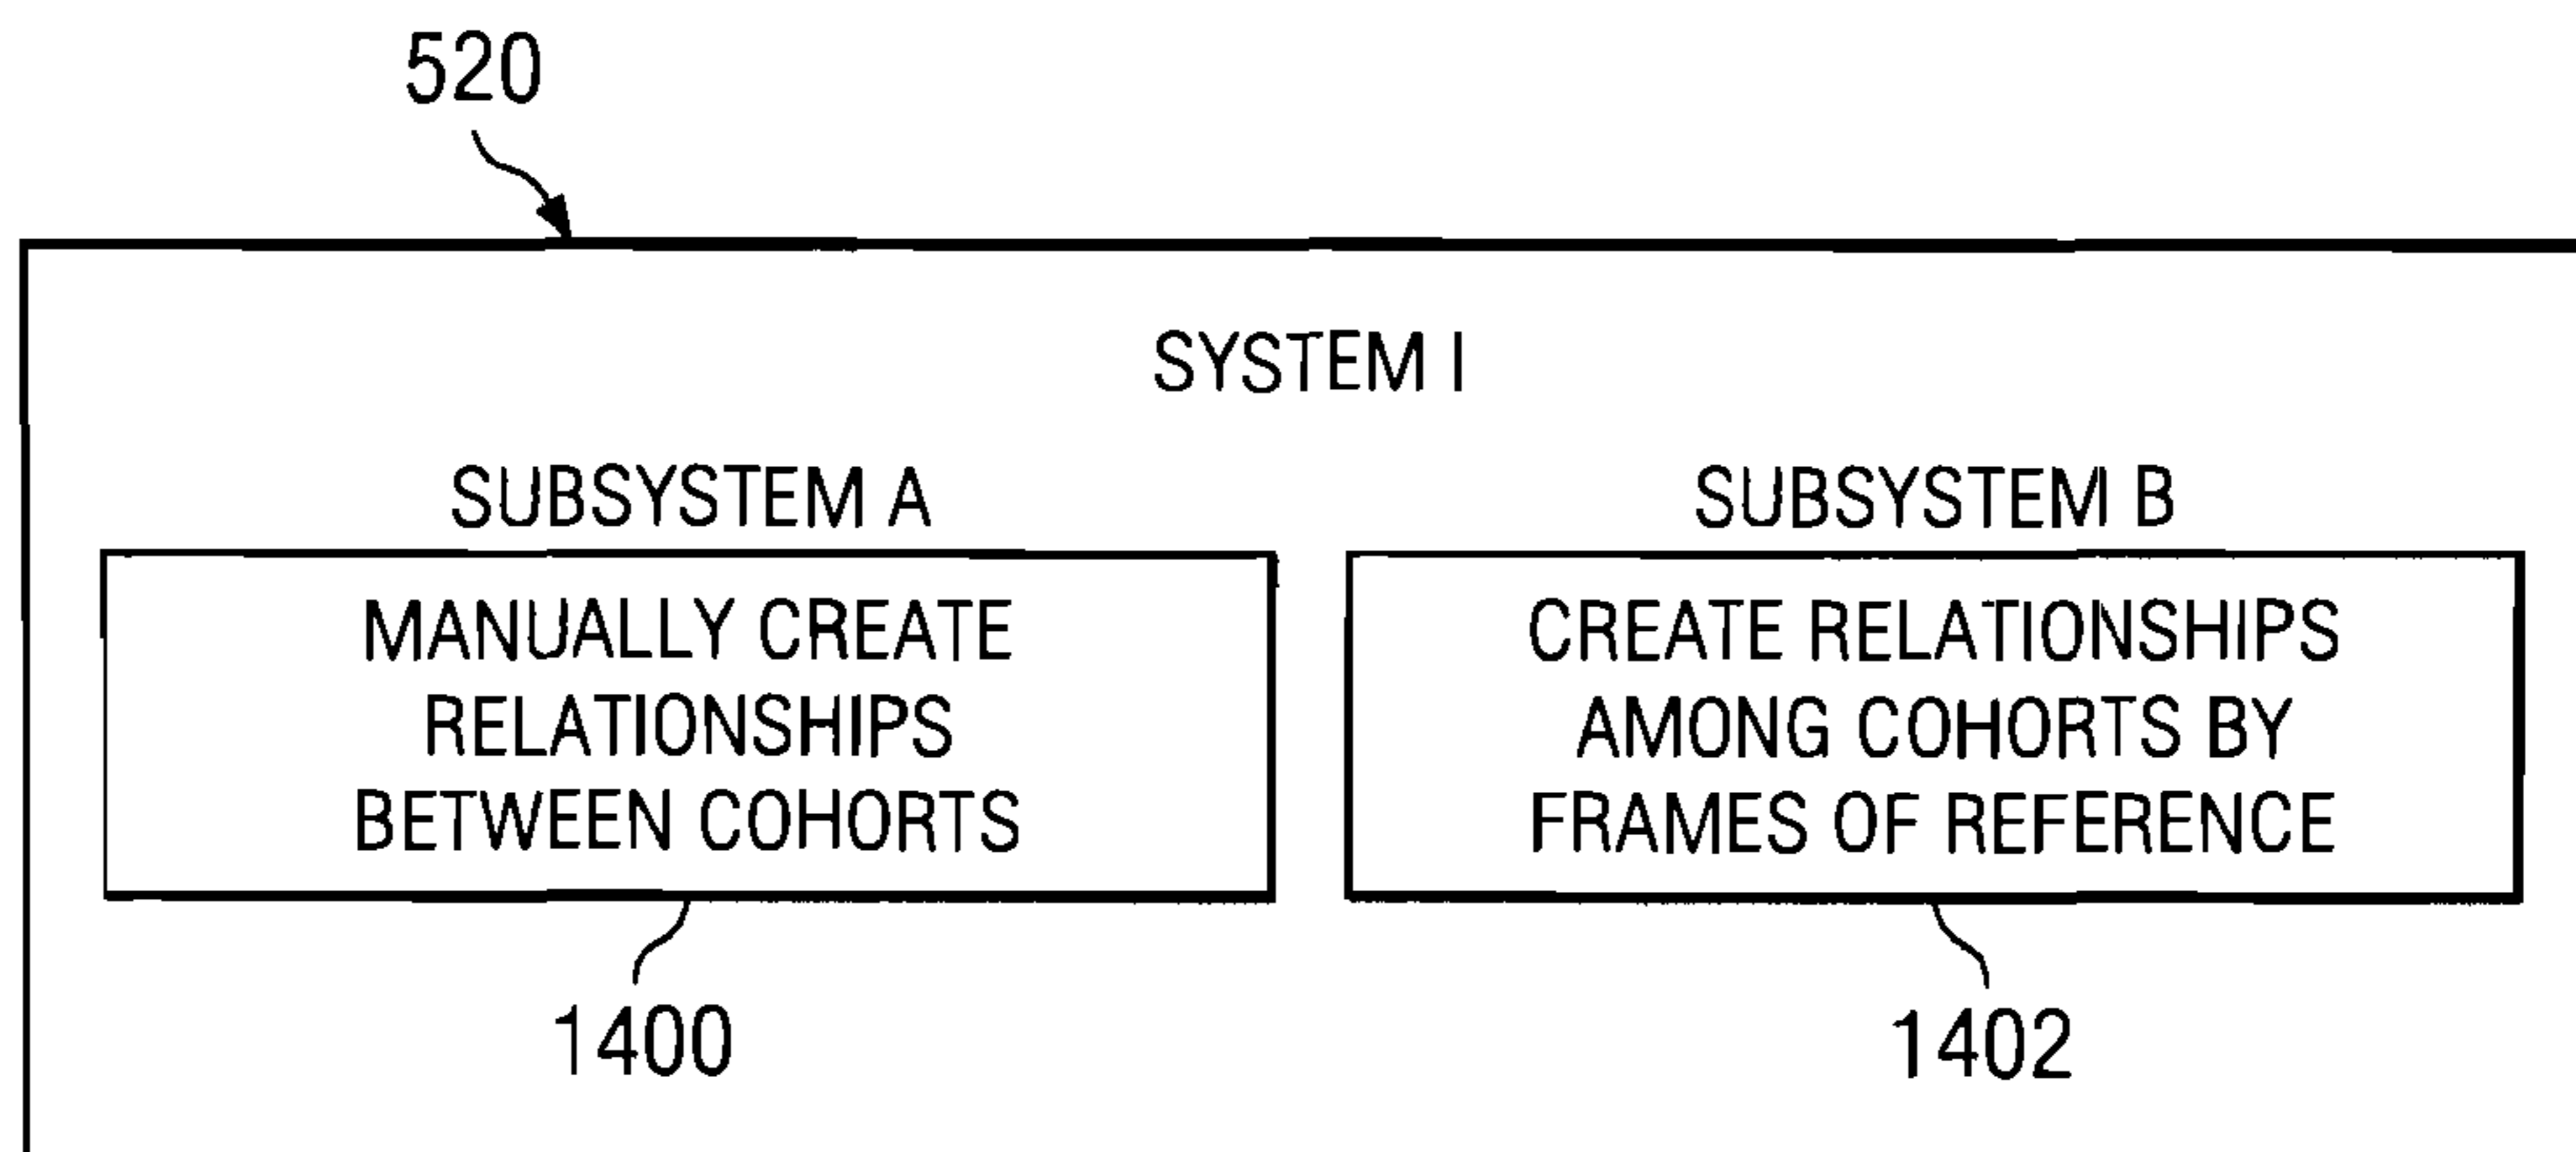 520
SYSTEM I
SUBSYSTEM A
MANUALLY CREATE
RELATIONSHIPS
BETWEEN COHORTS
1400
SUBSYSTEM B
CREATE RELATIONSHIPS
AMONG COHORTS BY
FRAMES OF REFERENCE
1402